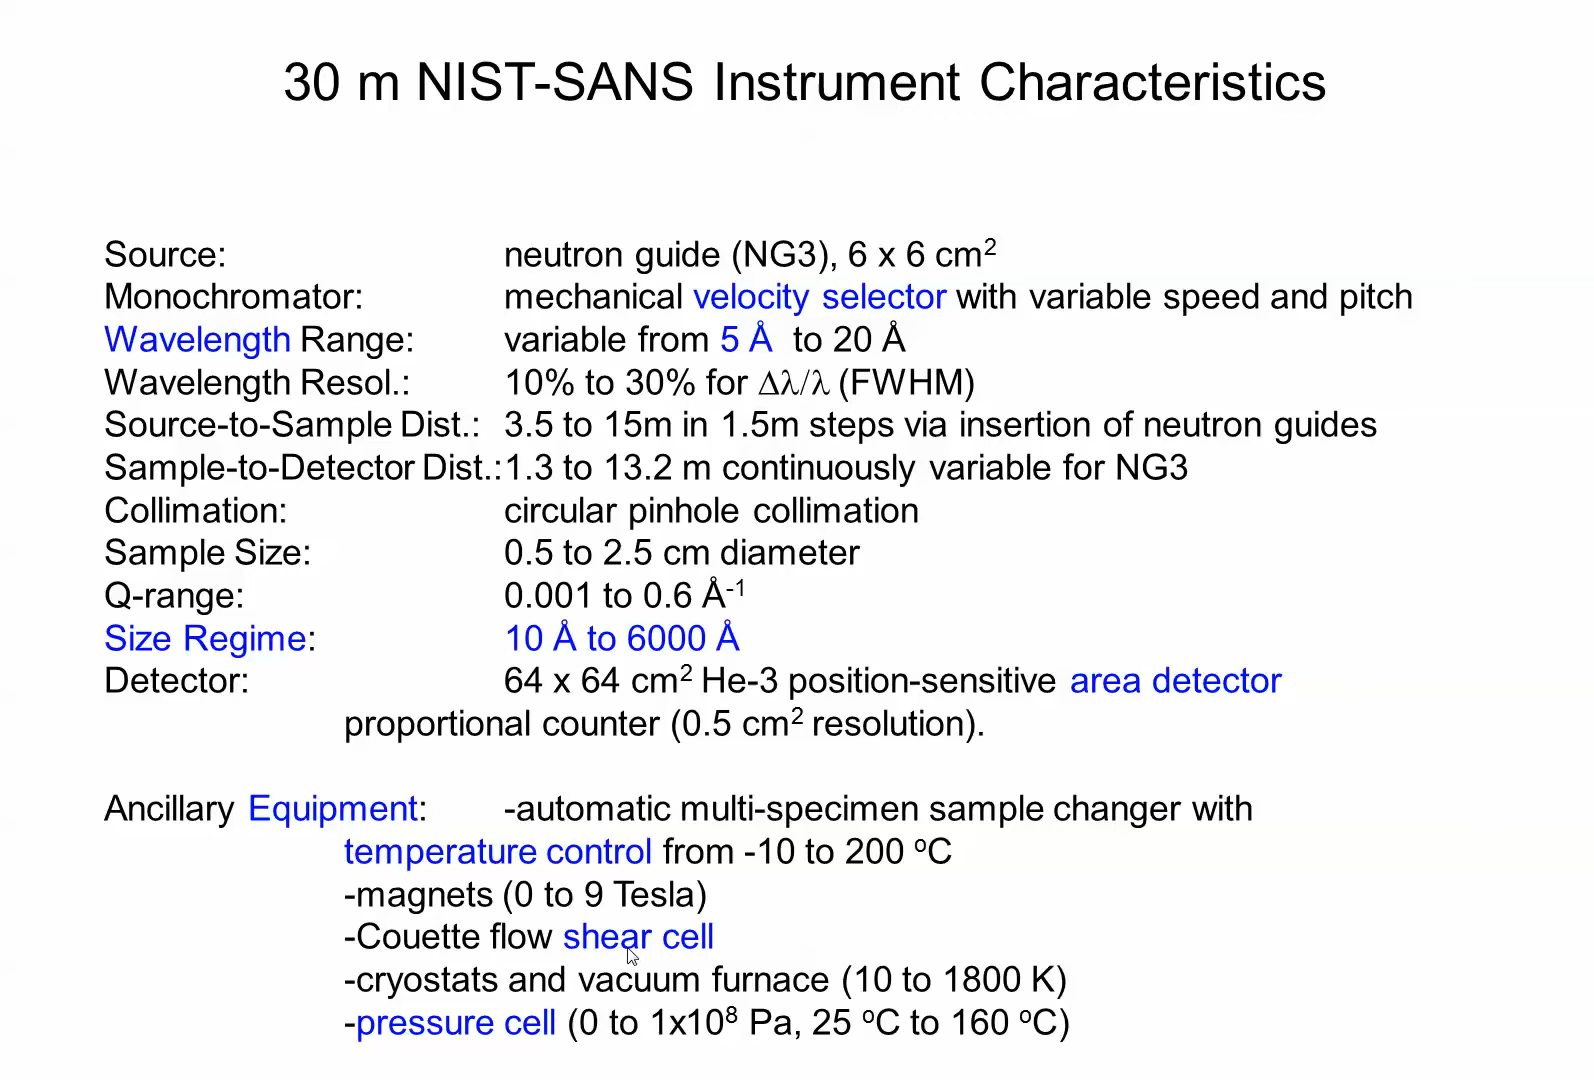 30 m NIST-SANS Instrument Characteristics
Source: neutron guide (NG3), 6 x 6 cm²
Monochromator: mechanical velocity selector with variable speed and pitch
Wavelength Range: variable from 5 Å to 20 Å
Wavelength Resol.: 10% to 30% for Δλ/λ (FWHM)
Source-to-Sample Dist.: 3.5 to 15m in 1.5m steps via insertion of neutron guides
Sample-to-Detector Dist.: 1.3 to 13.2 m continuously variable for NG3
Collimation: circular pinhole collimation
Sample Size: 0.5 to 2.5 cm diameter
Q-range: 0.001 to 0.6 Å⁻¹
Size Regime: 10 Å to 6000 Å
Detector: 64 x 64 cm² He-3 position-sensitive area detector
proportional counter (0.5 cm² resolution).
Ancillary Equipment: -automatic multi-specimen sample changer with
temperature control from -10 to 200 ᵒC
-magnets (0 to 9 Tesla)
-Couette flow shear cell
-cryostats and vacuum furnace (10 to 1800 K)
-pressure cell (0 to 1x10⁸ Pa, 25 ᵒC to 160 ᵒC)